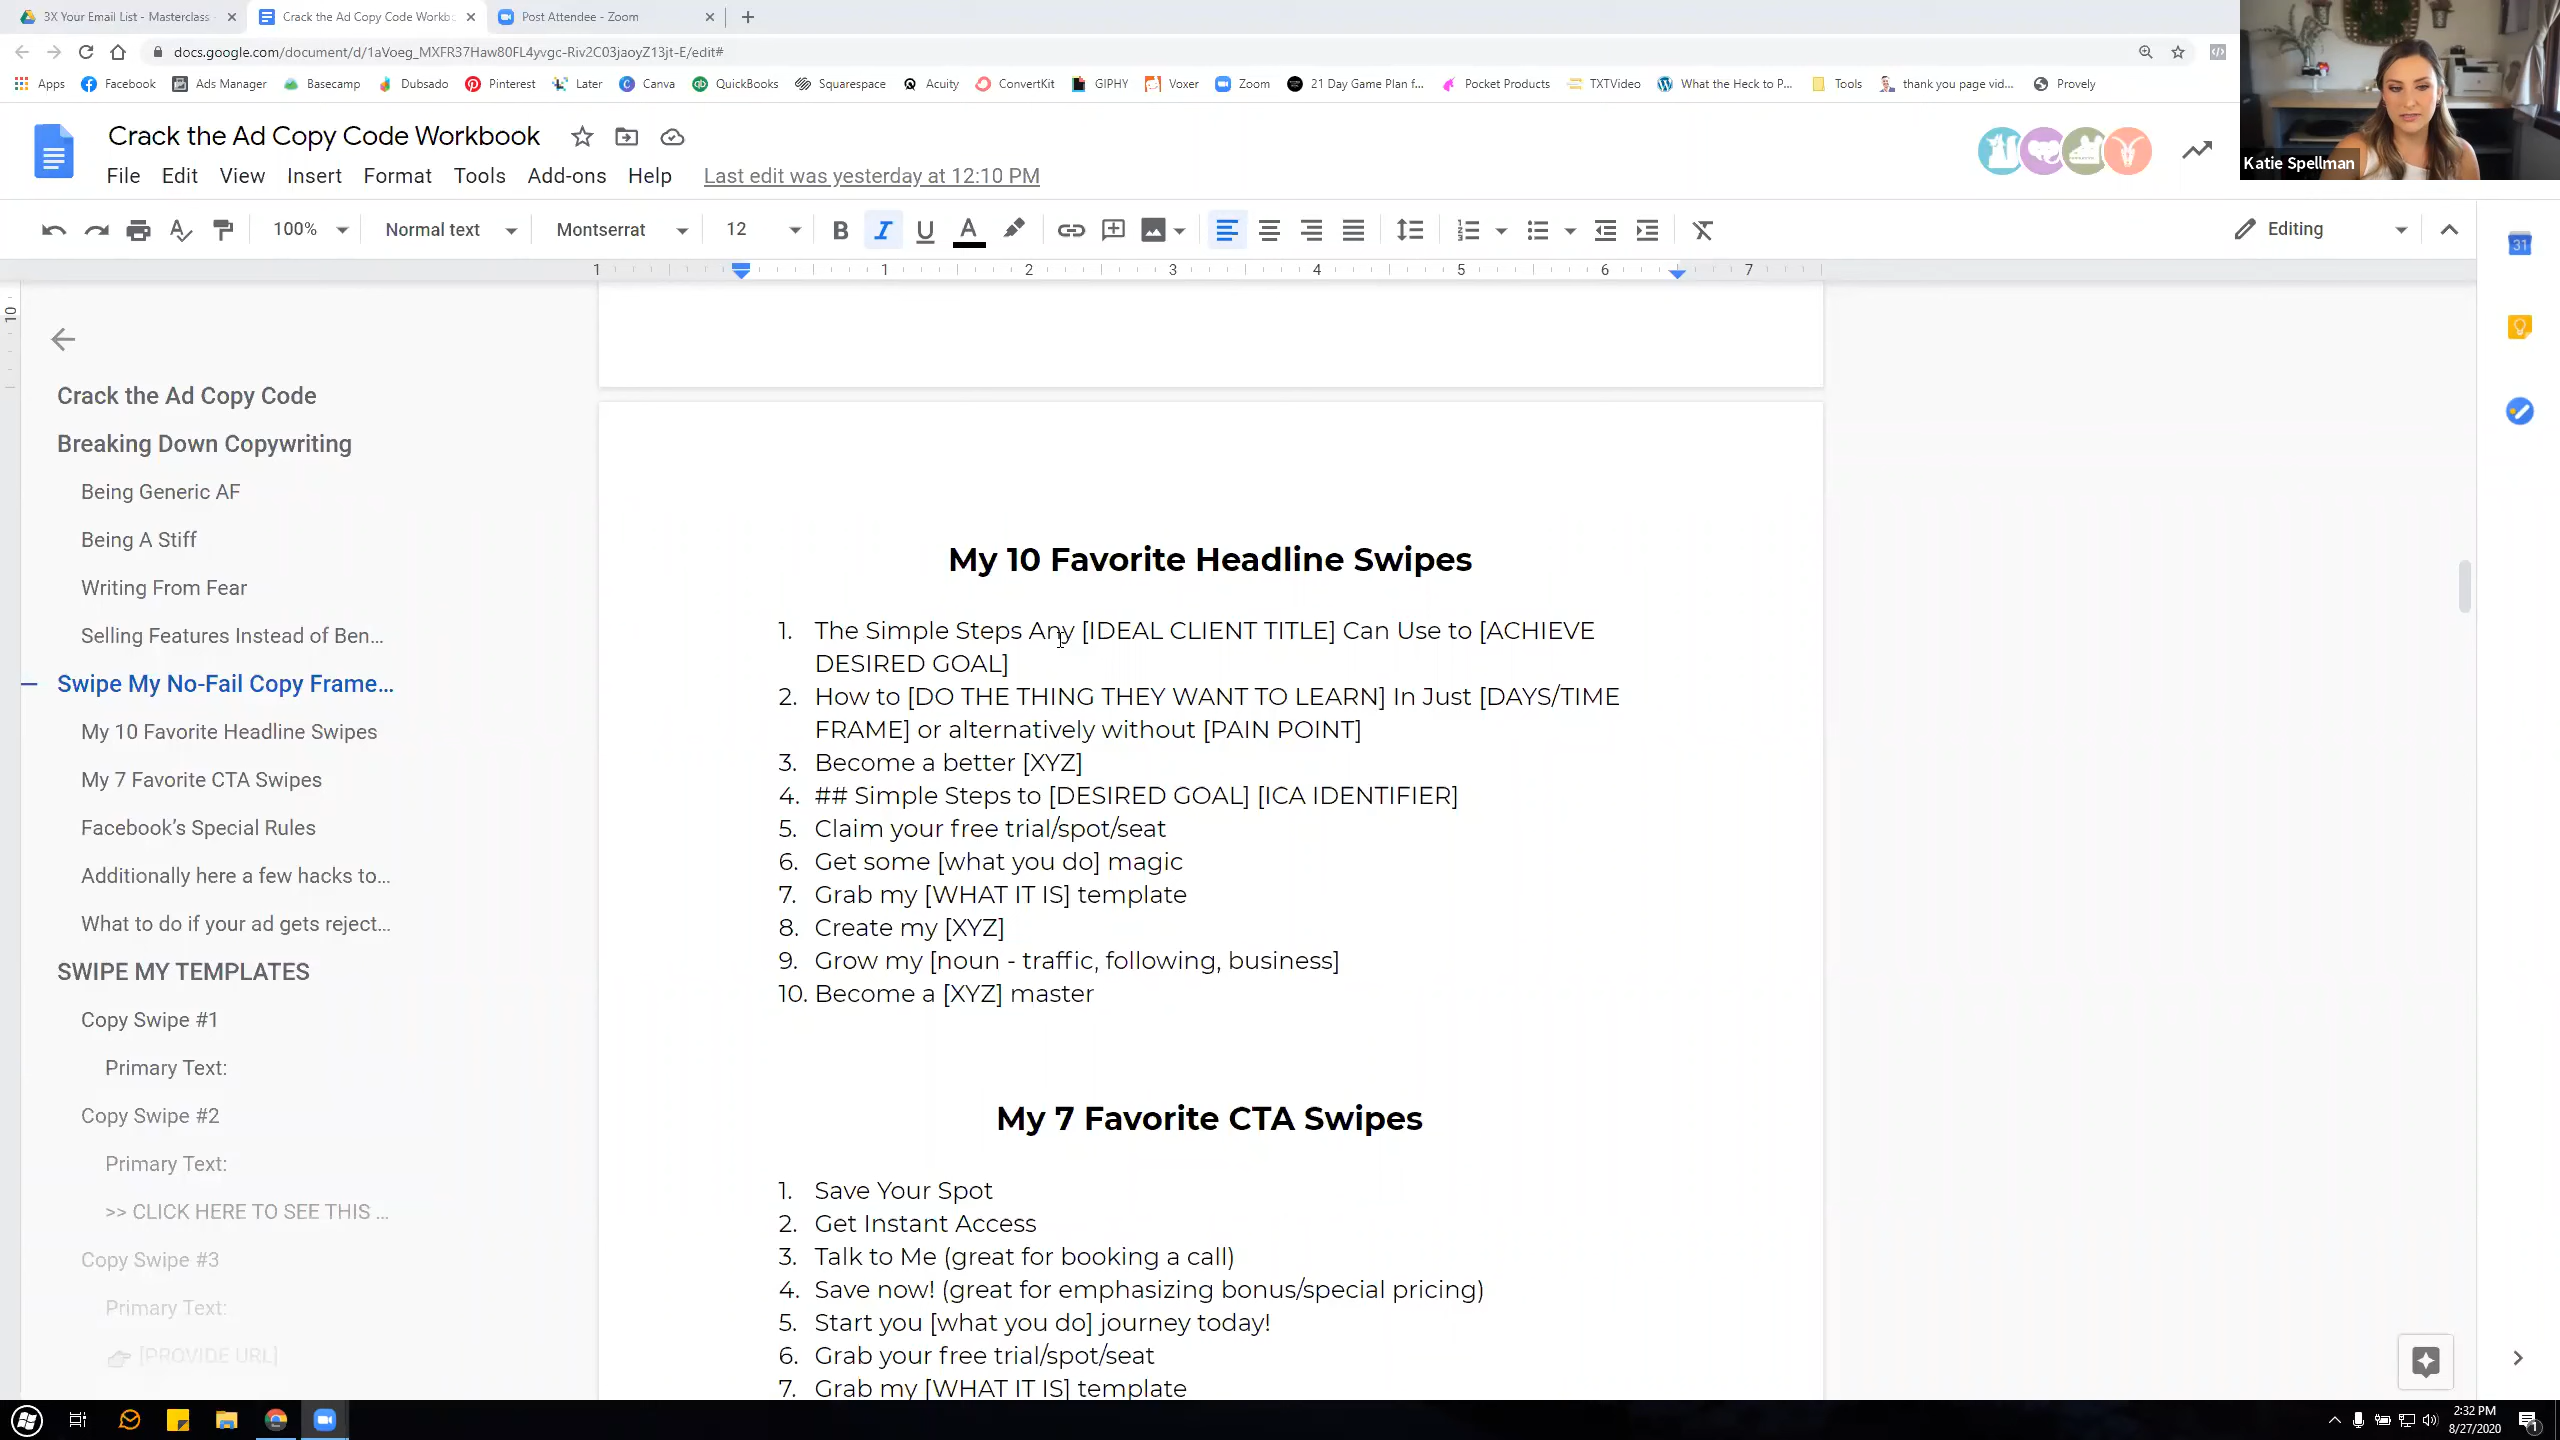 3X Your Email List - Masterclass
Crack the Ad Copy Code Workbo
Post Attendee - Zoom
docs.google.com/document/d/1aVoeg_MXFR37Haw80FL4yvgc-Riv2C03jaoyZ13jt-E/edit#
Apps Facebook Ads Manager Basecamp Dubsado Pinterest Later Canva QuickBooks Squarespace Acuity ConvertKit GIPHY Voxer Zoom 21 Day Game Plan f... Pocket Products TXTVideo What the Heck to P... Tools thank you page vid... Provely
Crack the Ad Copy Code Workbook
File Edit View Insert Format Tools Add-ons Help Last edit was yesterday at 12:10 PM
Katie Spellman
100% Normal text Montserrat 12 B I U A Editing
31
1 1 2 3 4 5 6 7
10
Crack the Ad Copy Code
Breaking Down Copywriting
Being Generic AF
Being A Stiff
Writing From Fear
Selling Features Instead of Ben...
Swipe My No-Fail Copy Frame...
My 10 Favorite Headline Swipes
My 7 Favorite CTA Swipes
Facebook's Special Rules
Additionally here a few hacks to...
What to do if your ad gets reject...
SWIPE MY TEMPLATES
Copy Swipe #1
Primary Text:
Copy Swipe #2
Primary Text:
>> CLICK HERE TO SEE THIS ...
Copy Swipe #3
Primary Text:
[PROVIDE URL]
My 10 Favorite Headline Swipes
1. The Simple Steps Any [IDEAL CLIENT TITLE] Can Use to [ACHIEVE
DESIRED GOAL]
2. How to [DO THE THING THEY WANT TO LEARN] In Just [DAYS/TIME
FRAME] or alternatively without [PAIN POINT]
3. Become a better [XYZ]
4. ## Simple Steps to [DESIRED GOAL] [ICA IDENTIFIER]
5. Claim your free trial/spot/seat
6. Get some [what you do] magic
7. Grab my [WHAT IT IS] template
8. Create my [XYZ]
9. Grow my [noun - traffic, following, business]
10. Become a [XYZ] master
My 7 Favorite CTA Swipes
1. Save Your Spot
2. Get Instant Access
3. Talk to Me (great for booking a call)
4. Save now! (great for emphasizing bonus/special pricing)
5. Start you [what you do] journey today!
6. Grab your free trial/spot/seat
7. Grab my [WHAT IT IS] template
2:32 PM
8/27/2020
1